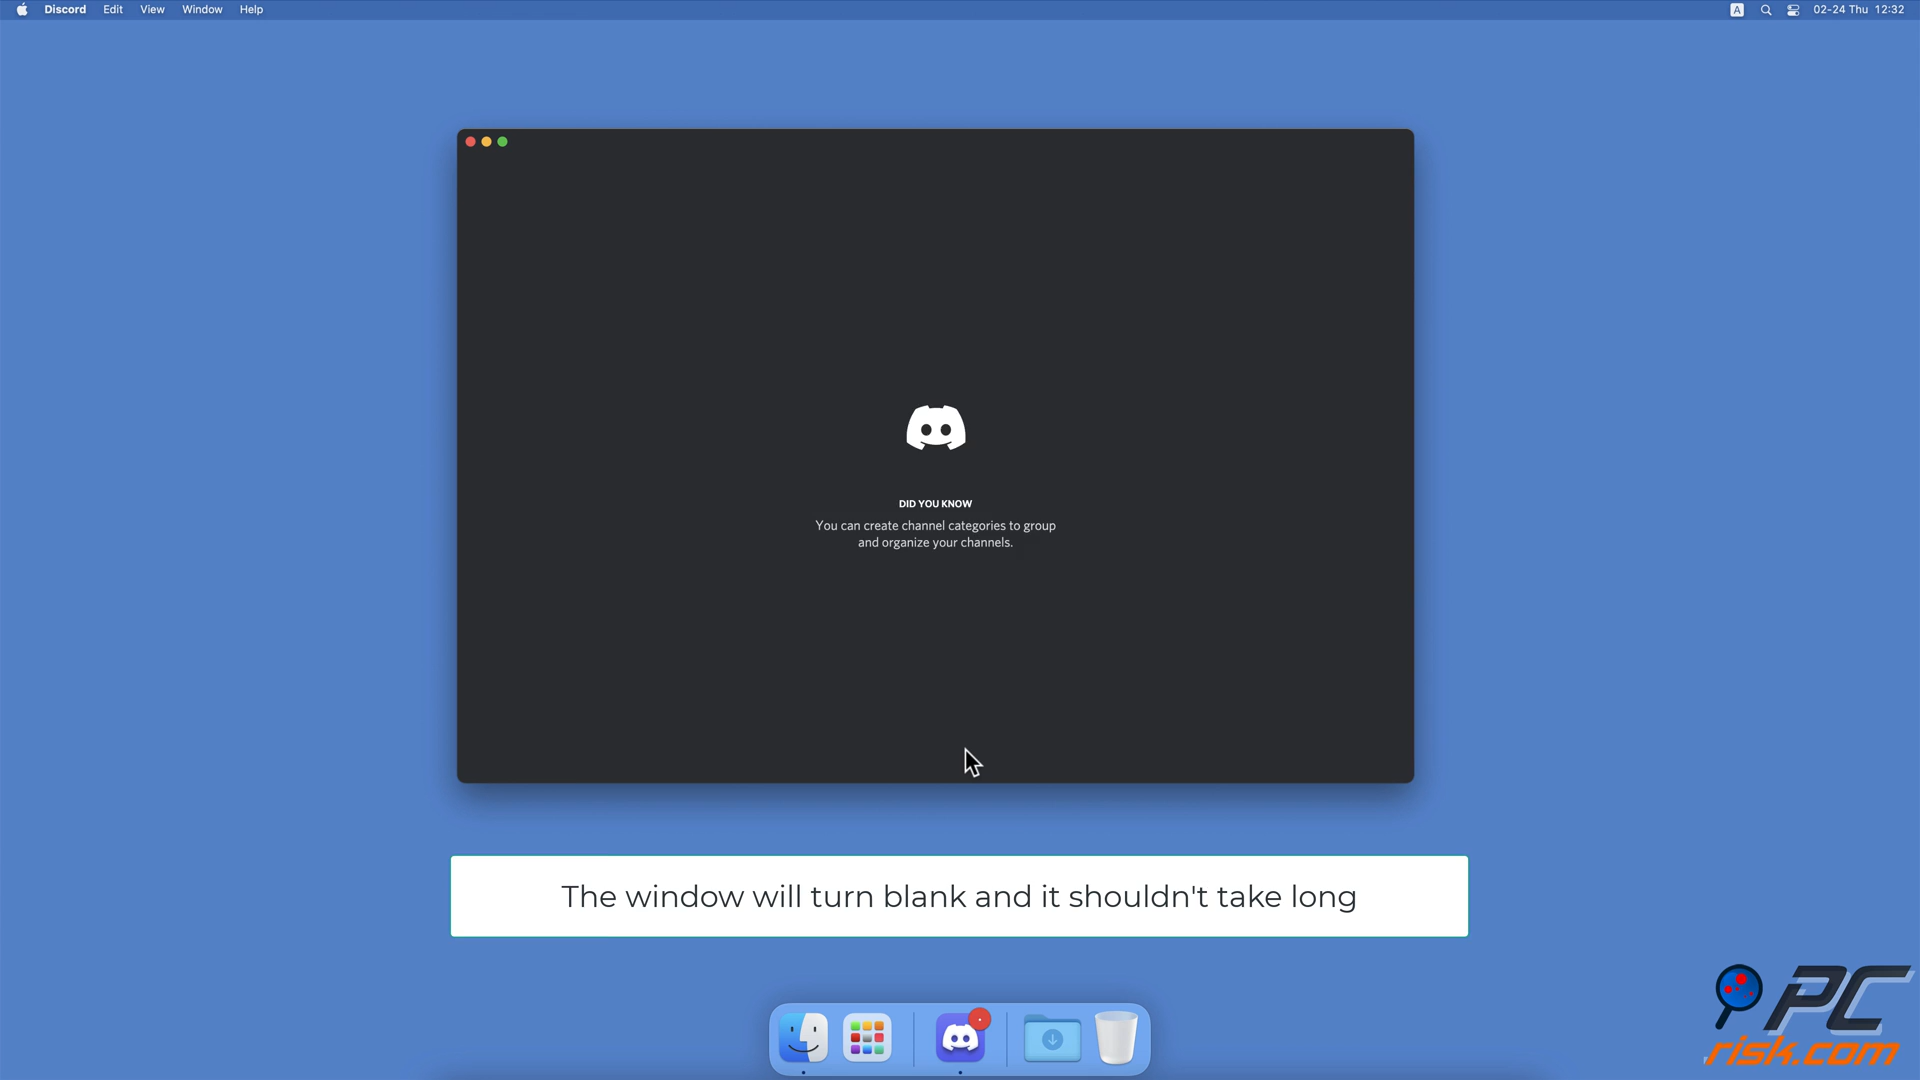 Discord Edit View Window Help
A 02-24 Thu 12:32
DID YOU KNOW
You can create channel categories to group
and organize your channels.
The window will turn blank and it shouldn't take long
PC
risk.com